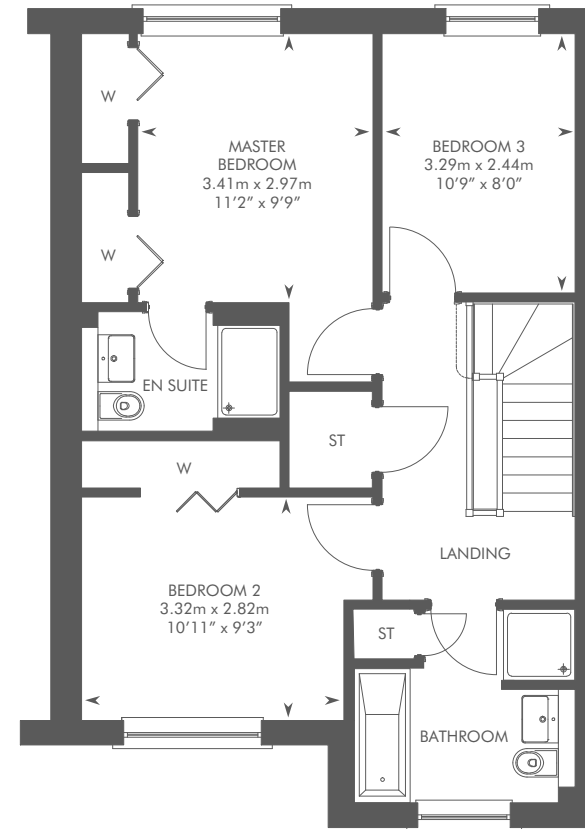 W
MASTER
BEDROOM
3.41m x 2.97m
11’2” x 9’9”
BEDROOM 3
3.29m x 2.44m
10’9” x 8’0”
W
EN SUITE
ST
W
LANDING
BEDROOM 2
3.32m x 2.82m
10’11” x 9’3”
ST
BATHROOM